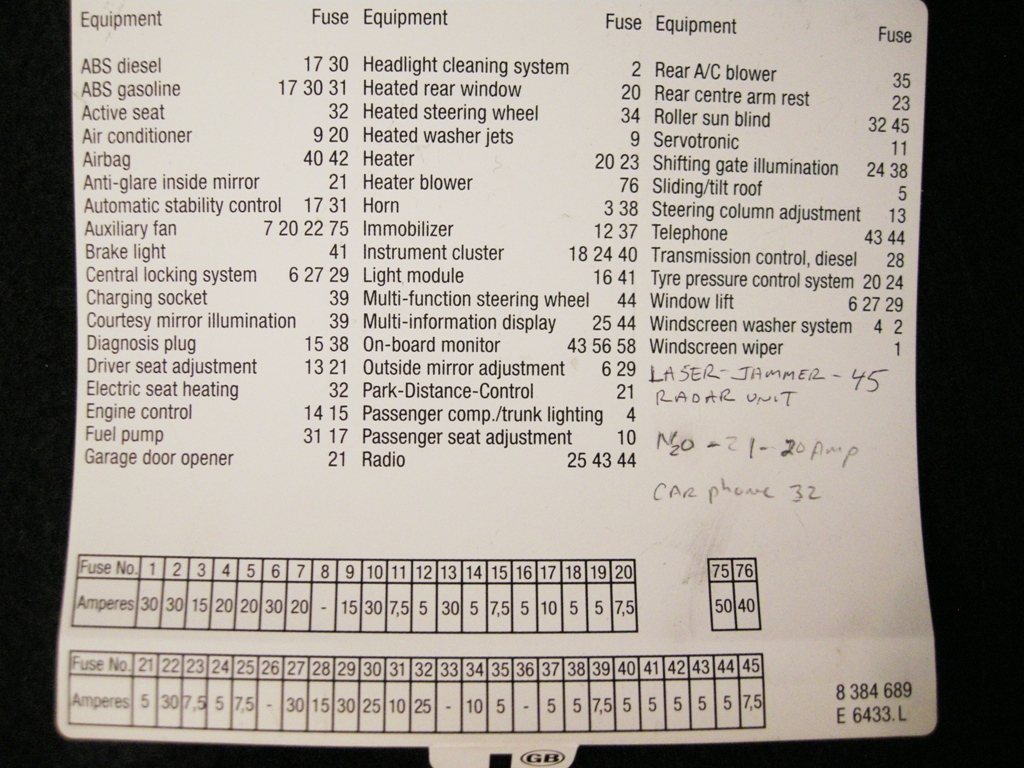 Equipment Fuse Equipment Fuse Equipment Fuse
ABS diesel 17 30 Headlight cleaning system 2 Rear A/C blower 35
ABS gasoline 17 30 31 Heated rear window 20 Rear centre arm rest 23
Active seat 32 Heated steering wheel 34 Roller sun blind 32 45
Air conditioner 9 20 Heated washer jets 9 Servotronic 11
Airbag 40 42 Heater 20 23 Shifting gate illumination 24 38
Anti-glare inside mirror 21 Heater blower 76 Sliding/tilt roof 5
Automatic stability control 17 31 Horn 3 38 Steering column adjustment 13
Auxiliary fan 7 20 22 75 Immobilizer 12 37 Telephone 43 44
Brake light 41 Instrument cluster 18 24 40 Transmission control, diesel 28
Central locking system 6 27 29 Light module 16 41 Tyre pressure control system 20 24
Charging socket 39 Multi-function steering wheel 44 Window lift 6 27 29
Courtesy mirror illumination 39 Multi-information display 25 44 Windscreen washer system 4 2
Diagnosis plug 15 38 On-board monitor 43 56 58 Windscreen wiper 1
Driver seat adjustment 13 21 Outside mirror adjustment 6 29 LASER-JAMMER - 45
Electric seat heating 32 Park-Distance-Control 21 RADAR UNIT
Engine control 14 15 Passenger comp./trunk lighting 4
Fuel pump 31 17 Passenger seat adjustment 10 - 21 - 20 Amp
Garage door opener 21 Radio 25 43 44
CAR phone 32
Fuse No. 1 2 3 4 5 6 7 8 9 10 11 12 13 14 15 16 17 18 19 20 75 76
Amperes 30 30 15 20 20 30 20 - 15 30 7,5 5 30 5 7,5 5 10 5 5 7,5 50 40
Fuse No. 21 22 23 24 25 26 27 28 29 30 31 32 33 34 35 36 37 38 39 40 41 42 43 44 45
Amperes 5 30 7,5 5 7,5 - 30 15 30 25 10 25 - 10 5 - 5 5 7,5 5 5 5 5 5 7,5
8 384 689
E 6433.L
GB